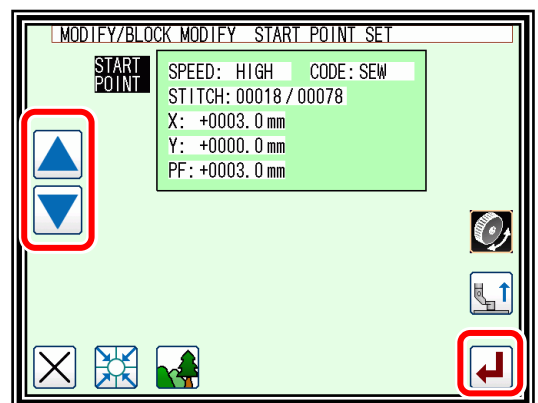 MODIFY/BLOCK MODIFY START POINT SET
START
POINT
SPEED: HIGH CODE: SEW
STITCH: 00018 / 00078
X: +0003.0 mm
Y: +0000.0 mm
PF: +0003.0 mm